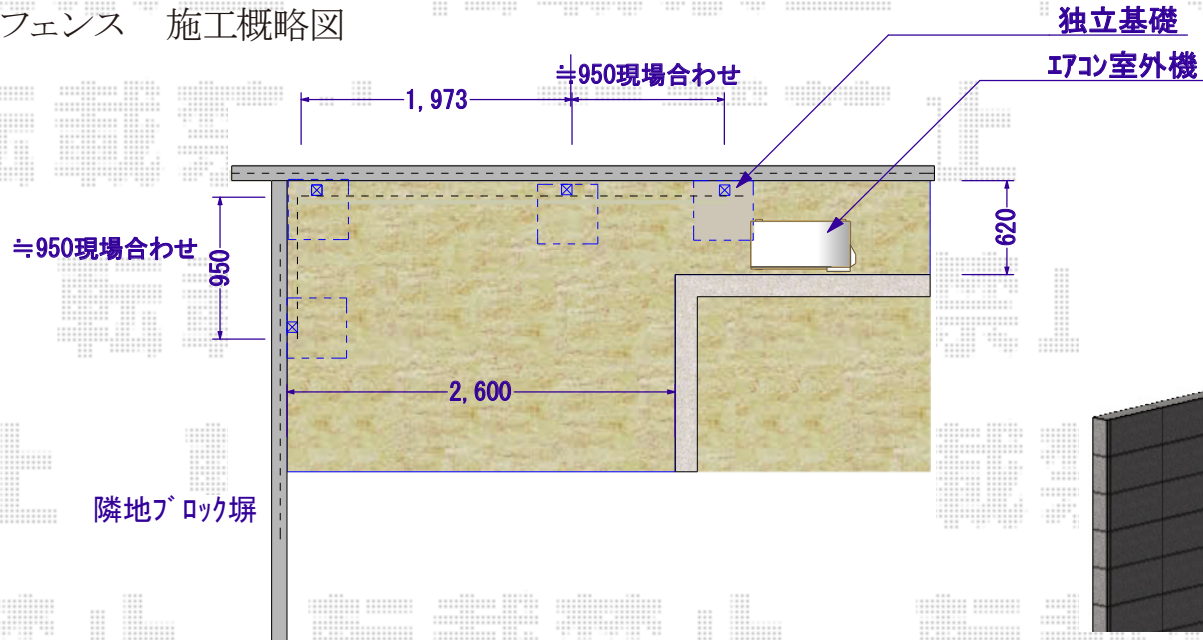 フェンス　施工概略図
独立基礎
エアコン室外機
≒950現場合わせ
1,973
620
≒950現場合わせ
950
2,600
隣地ブロック塀